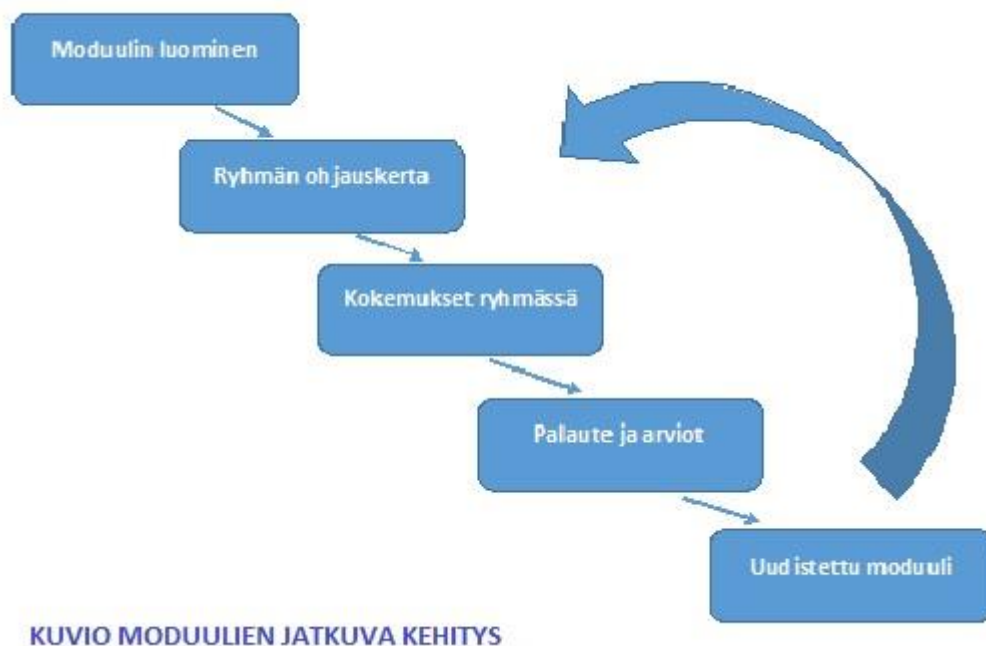 Moduulin luominen
Ryhmän ohjauskerta
Kokemukset ryhmässä
Palaute ja arviot
Uudistettu moduuli
KUVIO MODUULIEN JATKUVA KEHITYS